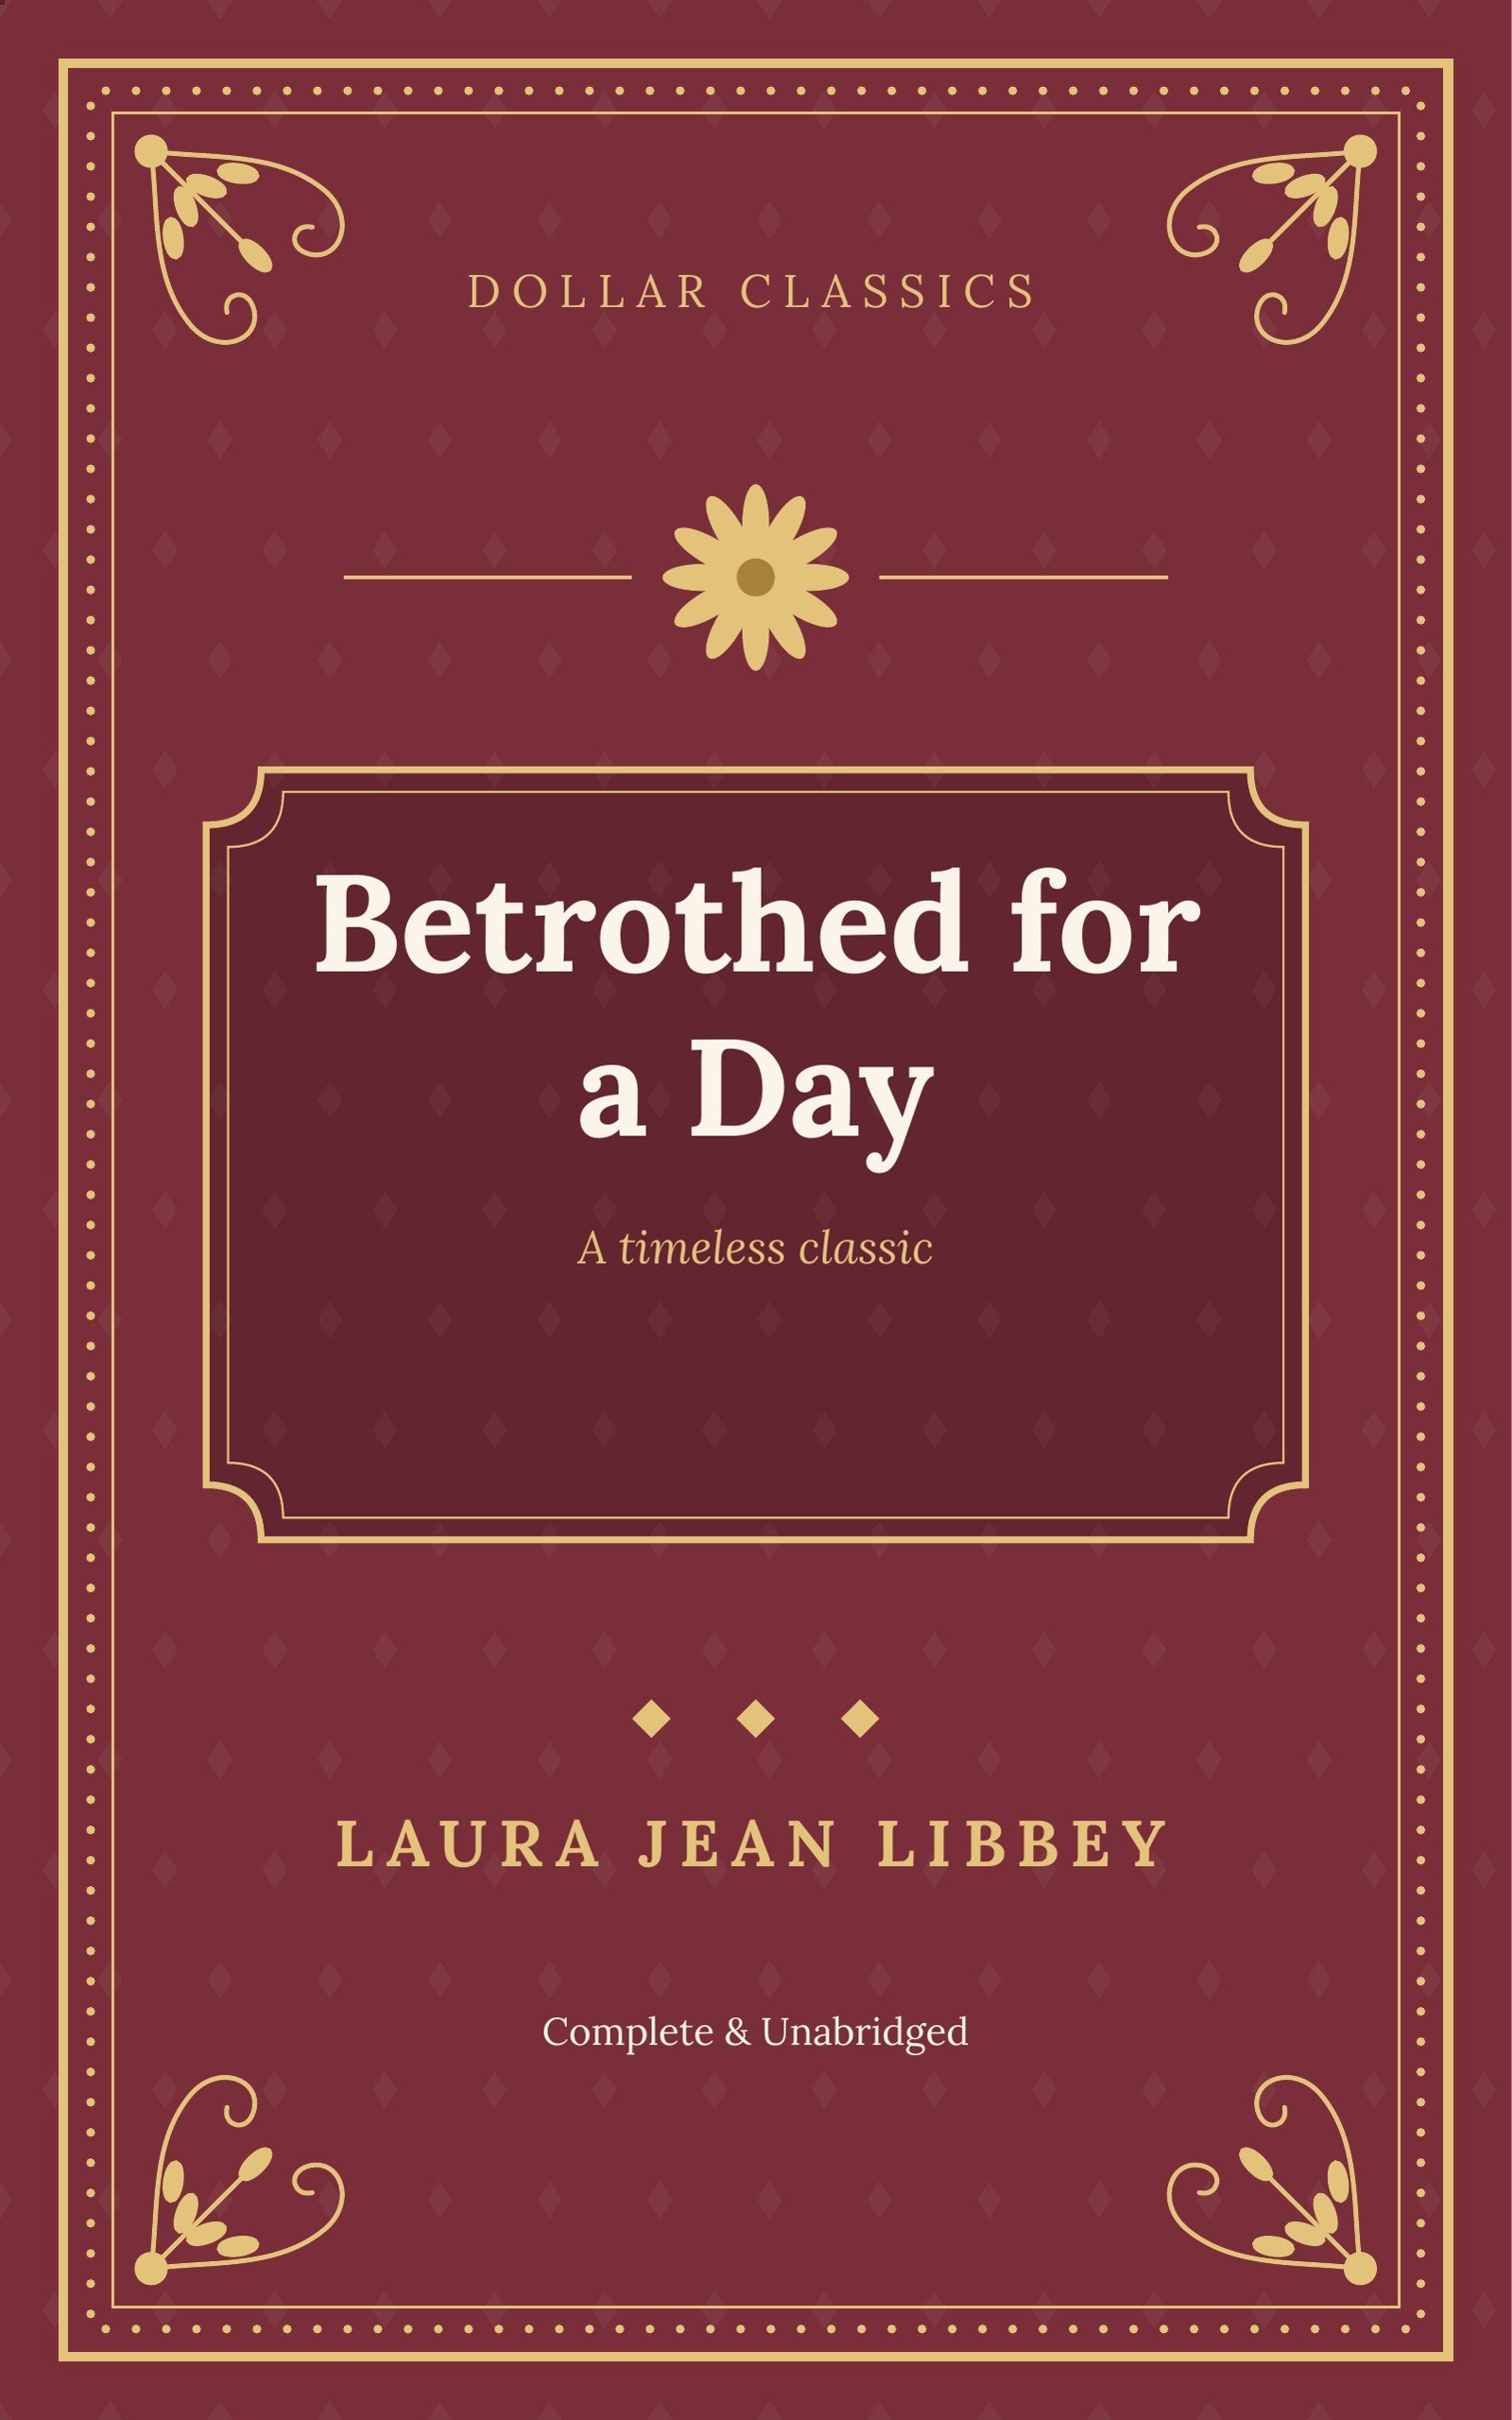 DOLLAR CLASSICS
Betrothed for
a Day
A timeless classic
LAURA JEAN LIBBEY
Complete & Unabridged